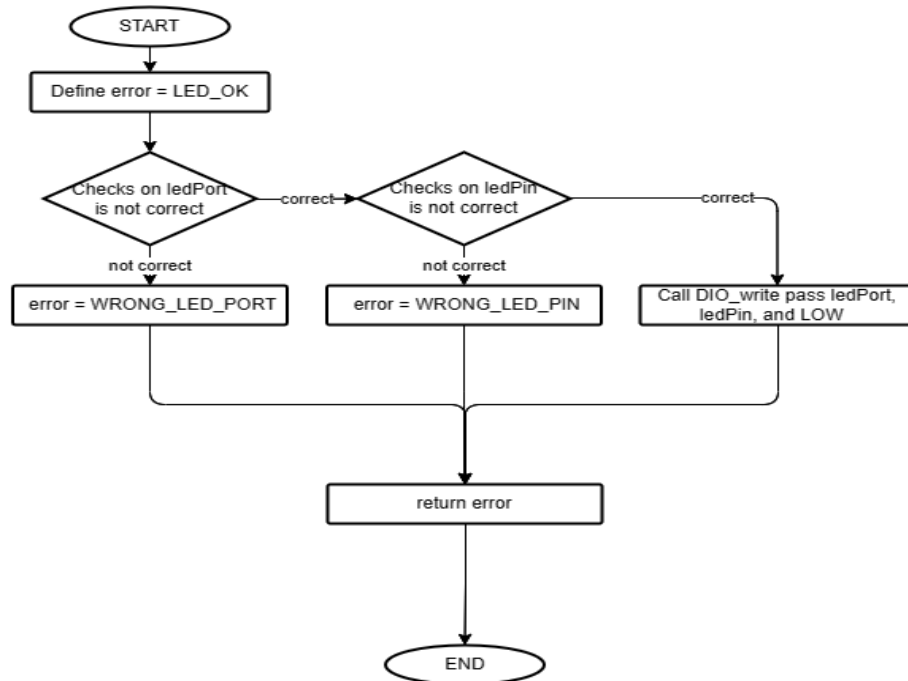 START
Define error = LED_OK
Checks on ledPort
is not correct
correct
Checks on ledPin
is not correct
correct
not correct
not correct
error = WRONG_LED_PORT
error = WRONG_LED_PIN
Call DIO_write pass ledPort,
ledPin, and LOW
return error
END